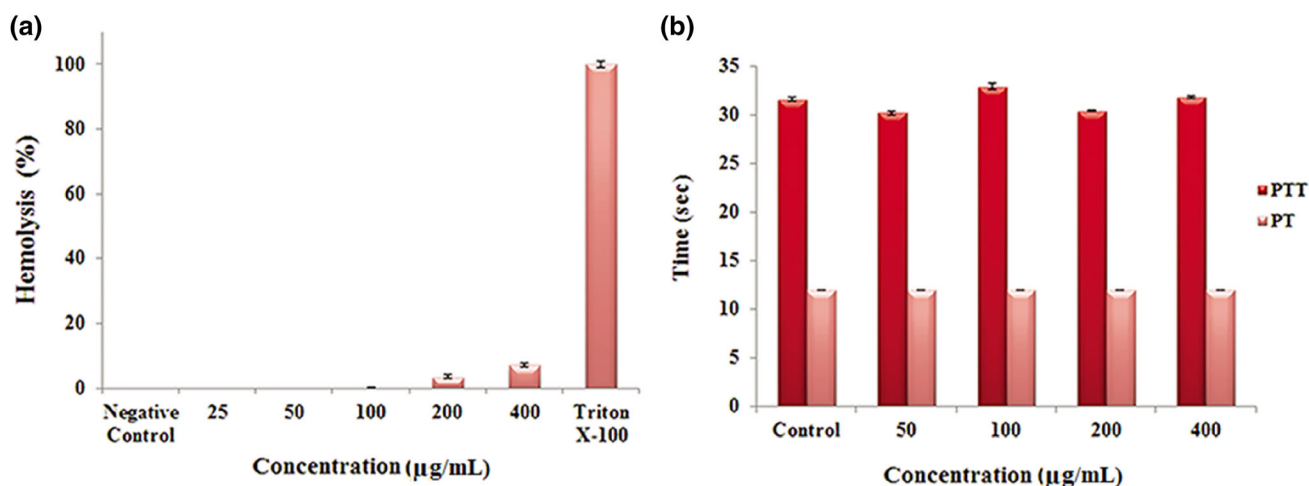 (a)
Hemolysis (%)
100
80
60
40
20
0
Negative Control
25
50
100
200
400
Triton X-100
Concentration (µg/mL)
(b)
Time (sec)
35
30
25
20
15
10
5
0
Control
50
100
200
400
Concentration (µg/mL)
PTT
PT